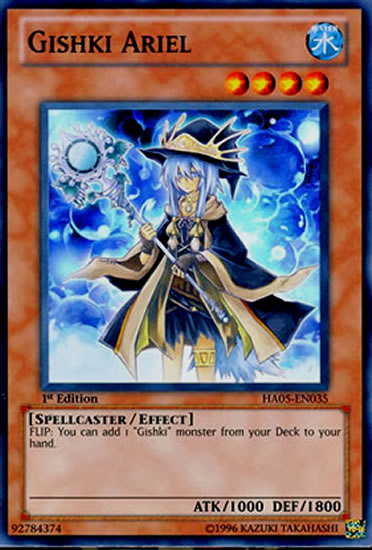 GISHKI ARIEL
WATER
水
1st Edition
HA05-EN035
[SPELLCASTER/EFFECT]
FLIP: You can add 1 "Gishki" monster from your Deck to your
hand.
ATK/1000 DEF/1800
92784374
©1996 KAZUKI TAKAHASHI